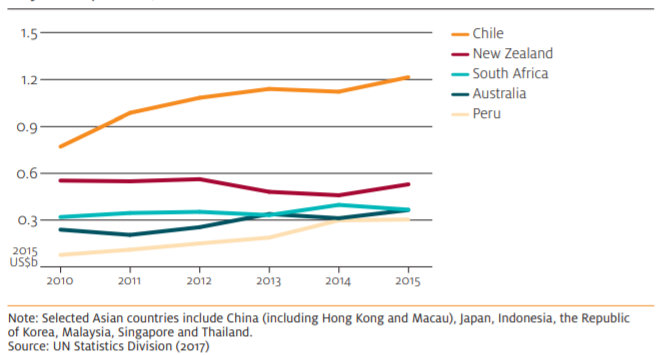 1.5
Chile
New Zealand
1.2
South Africa
Australia
0.9
Peru
0.6
0.3
2015
US$b
2010 2011 2012 2013 2014 2015
Note: Selected Asian countries include China (including Hong Kong and Macau), Japan, Indonesia, the Republic
of Korea, Malaysia, Singapore and Thailand.
Source: UN Statistics Division (2017)